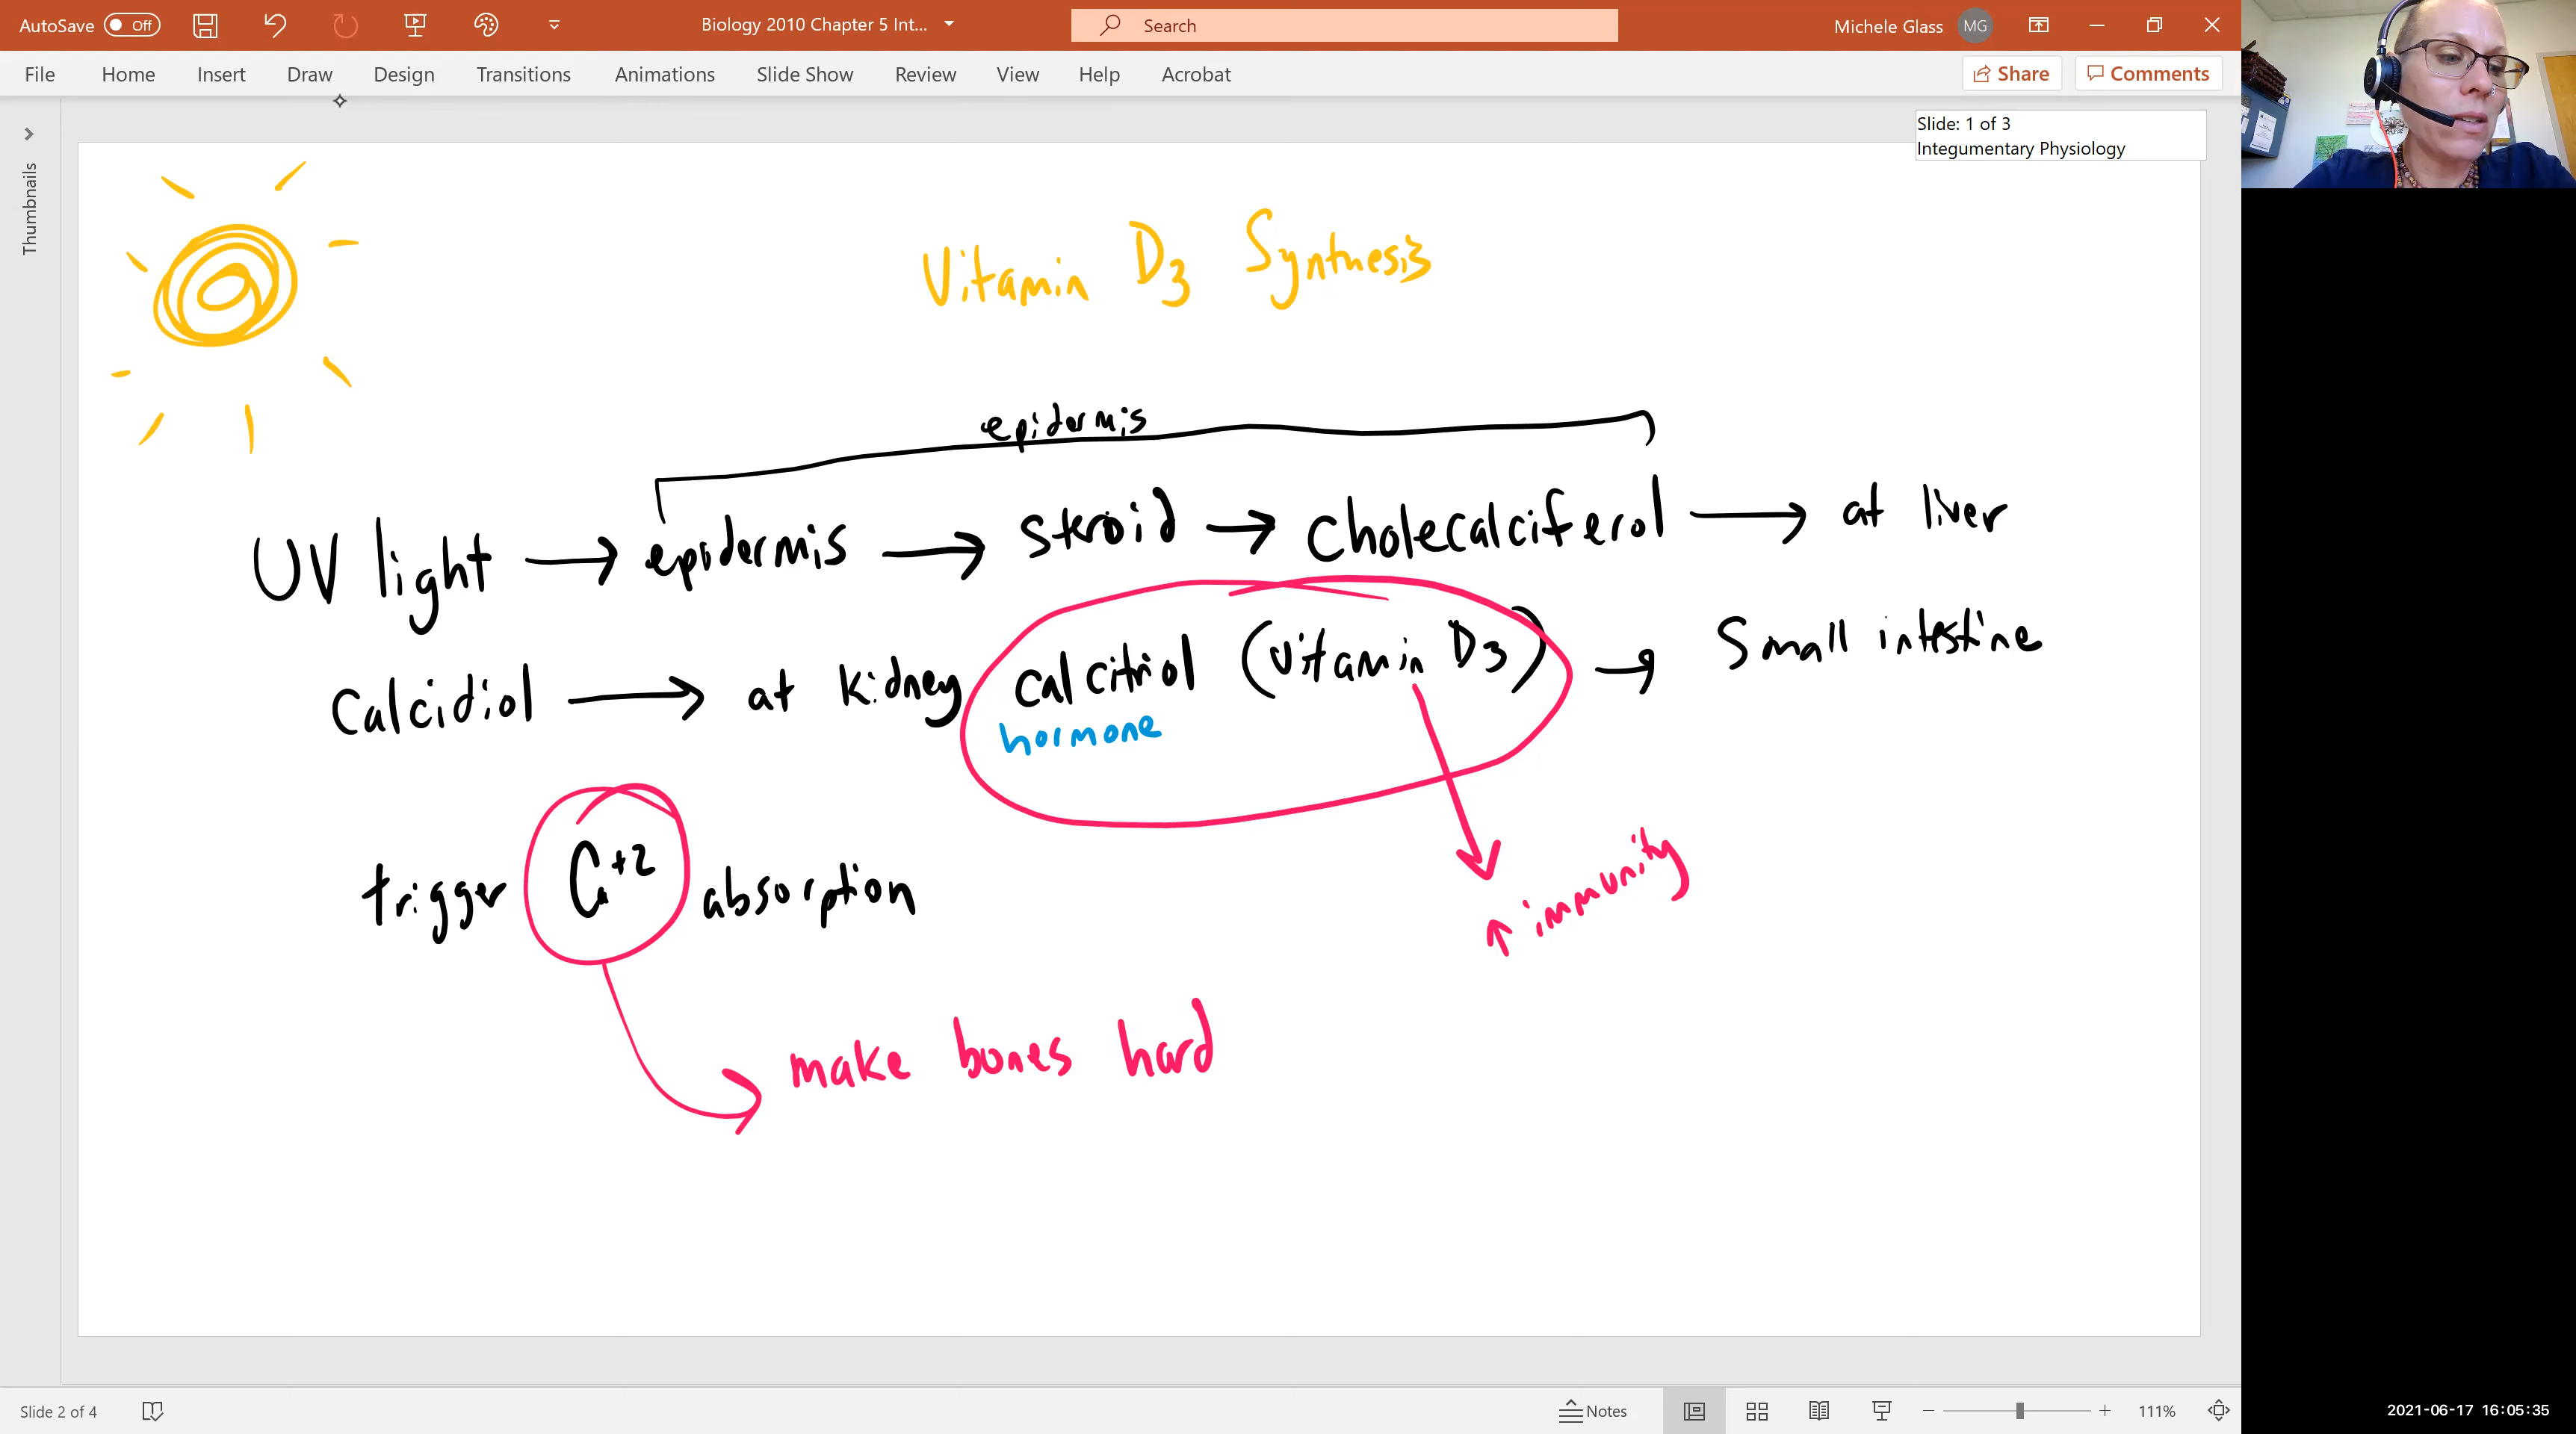 AutoSave Off
Biology 2010 Chapter 5 Int...
Search
Michele Glass MG
File Home Insert Draw Design Transitions Animations Slide Show Review View Help Acrobat
Share Comments
Slide: 1 of 3
Integumentary Physiology
Thumbnails
Vitamin D3 Synthesis
epidermis
UV light → epidermis → steroid → cholecalciferol → at liver
calcidiol → at kidney calcitriol (vitamin D3) → small intestine
hormone
trigger Ca+2 absorption
↑ immunity
make bones hard
Slide 2 of 4
Notes
111%
2021-06-17 16:05:35